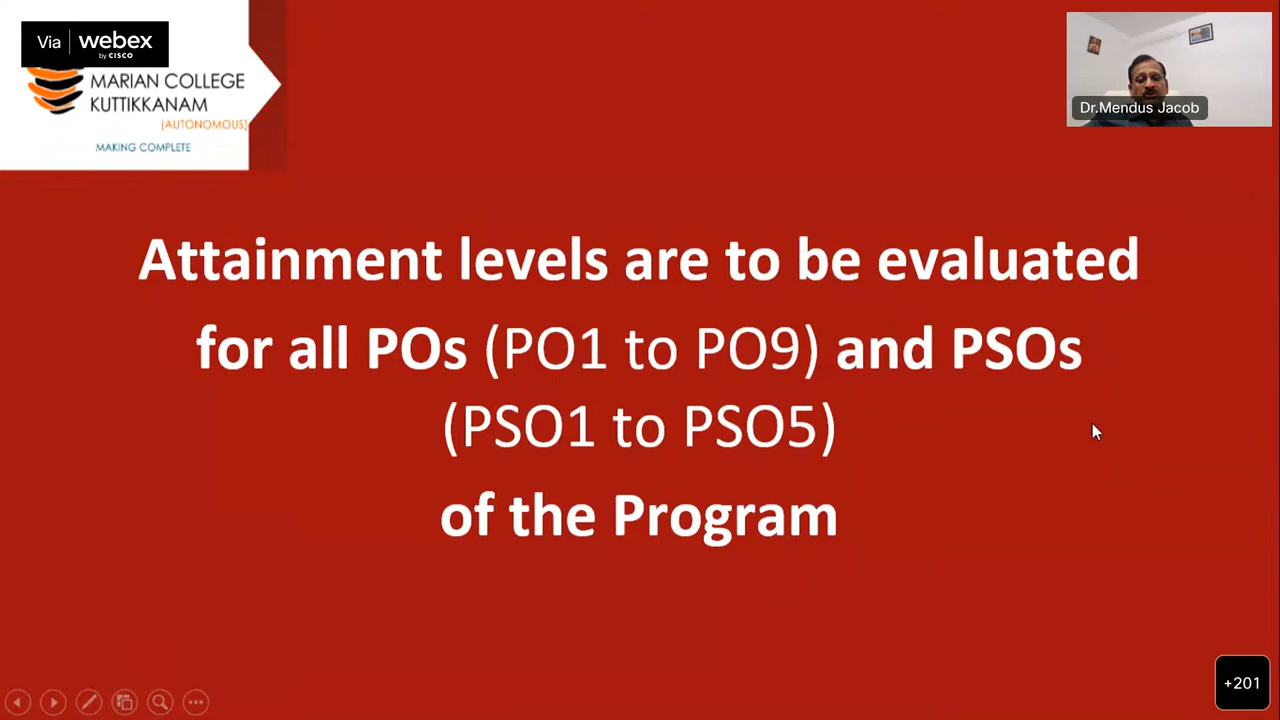 Via webex
by CISCO
MARIAN COLLEGE
KUTTIKKANAM
(AUTONOMOUS)
MAKING COMPLETE
Dr.Mendus Jacob
Attainment levels are to be evaluated
for all POs (PO1 to PO9) and PSOs
(PSO1 to PSO5)
of the Program
+201